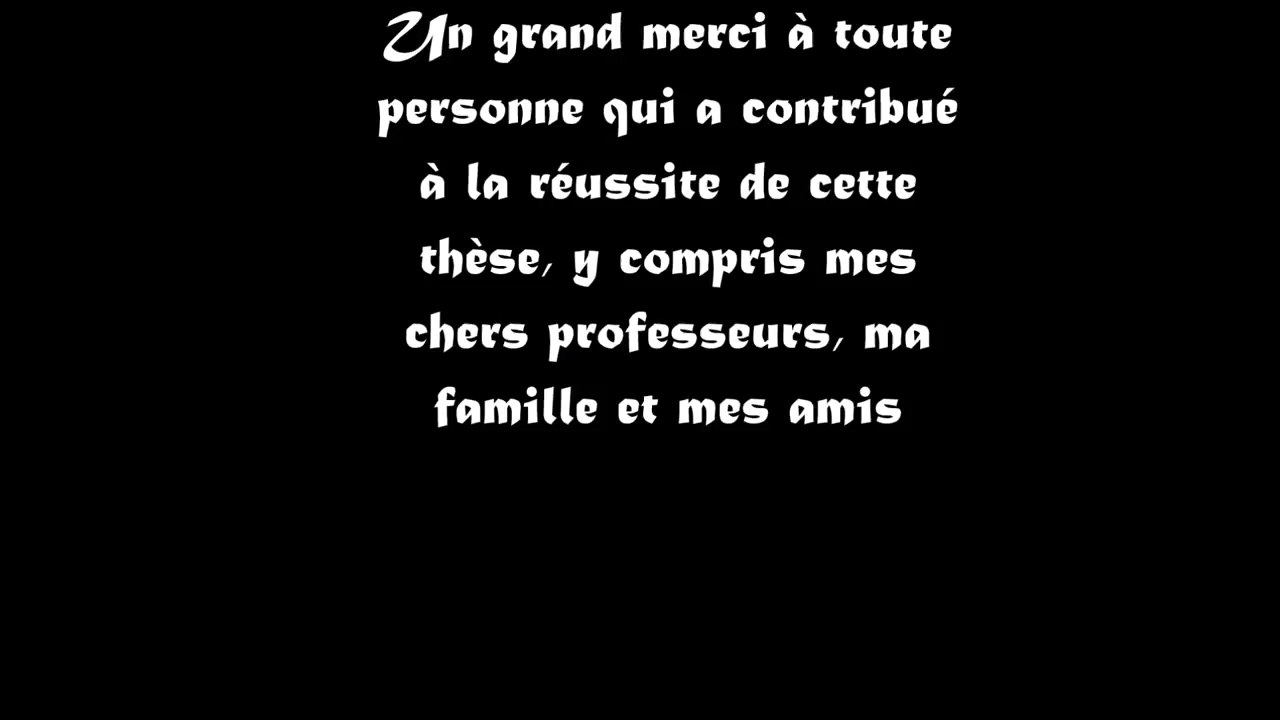 Un grand merci à toute
personne qui a contribué
à la réussite de cette
thèse, y compris mes
chers professeurs, ma
famille et mes amis